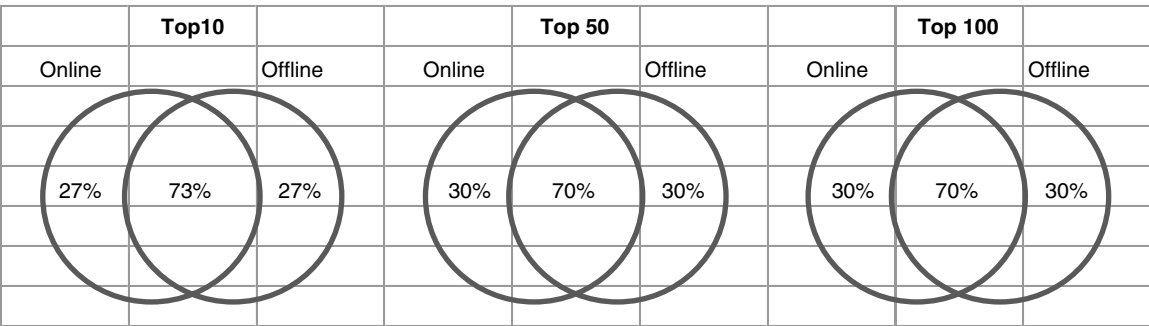 Top10 Top 50 Top 100
Online Offline Online Offline Online Offline
27% 73% 27% 30% 70% 30% 30% 70% 30%